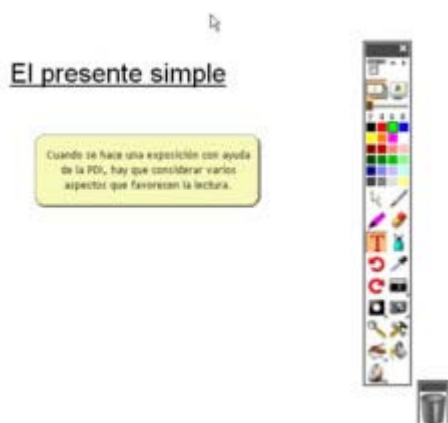 El presente simple
Cuando se hace una exposición con ayuda
de la PDI, hay que considerar varios
aspectos que favorecen la lectura.